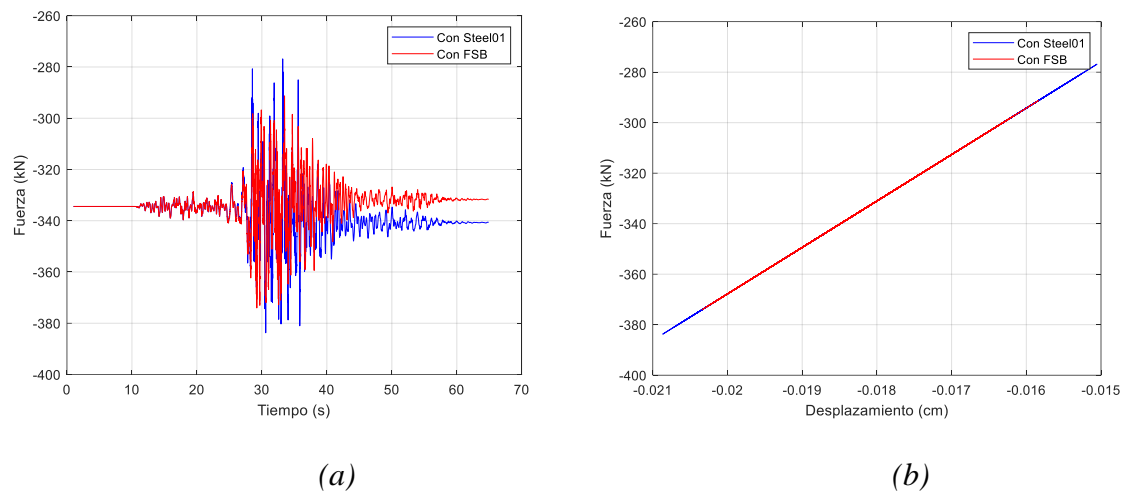 -260
-280
-300
-320
-340
-360
-380
-400
Fuerza (kN)
Con Steel01
Con FSB
0 10 20 30 40 50 60 70
Tiempo (s)
(a)
-260
-280
-300
-320
-340
-360
-380
-400
Fuerza (kN)
Con Steel01
Con FSB
-0.021 -0.02 -0.019 -0.018 -0.017 -0.016 -0.015
Desplazamiento (cm)
(b)